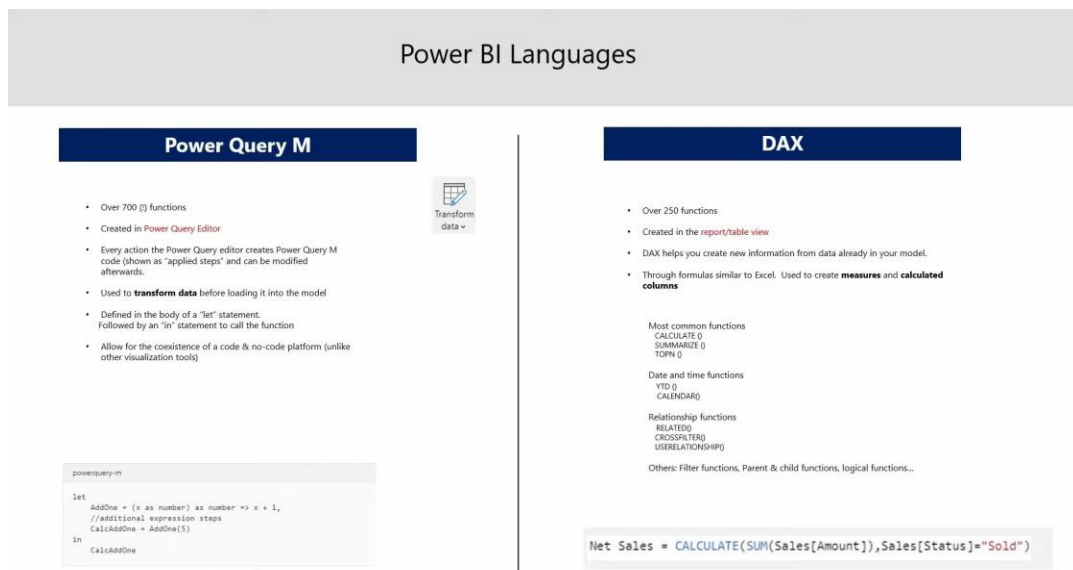 Power BI Languages
Power Query M
• Over 700 (!) functions
• Created in Power Query Editor
• Every action the Power Query editor creates Power Query M
code (shown as "applied steps" and can be modified
afterwards.
• Used to transform data before loading it into the model
• Defined in the body of a "let" statement.
Followed by an "in" statement to call the function
• Allow for the coexistence of a code & no-code platform (unlike
other visualization tools)
Transform
data
powerquery-m
let
AddOne = (x as number) as number => x + 1,
//additional expression steps
CalcAddOne = AddOne(5)
in
CalcAddOne
DAX
• Over 250 functions
• Created in the report/table view
• DAX helps you create new information from data already in your model.
• Through formulas similar to Excel. Used to create measures and calculated
columns
Most common functions
CALCULATE ()
SUMMARIZE ()
TOPN ()
Date and time functions
YTD ()
CALENDAR()
Relationship functions
RELATED()
CROSSFILTER()
USERELATIONSHIP()
Others: Filter functions, Parent & child functions, logical functions...
Net Sales = CALCULATE(SUM(Sales[Amount]),Sales[Status]="Sold")